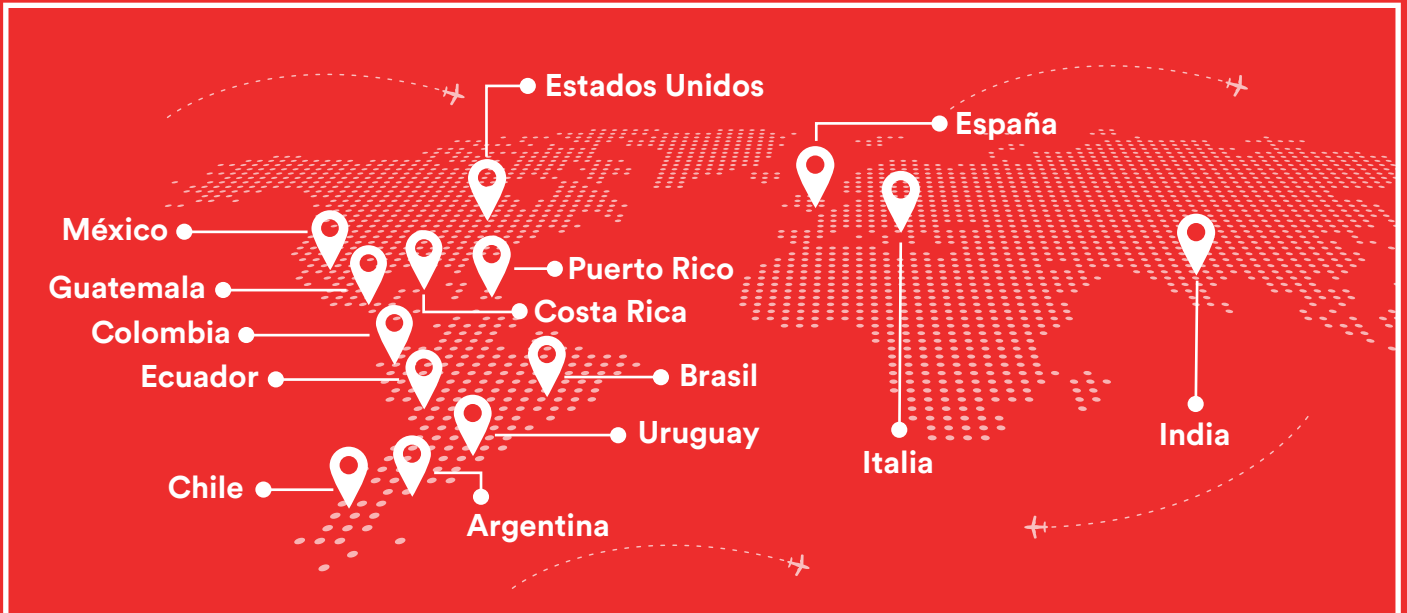 Estados Unidos
España
México
Guatemala
Puerto Rico
Costa Rica
Colombia
Ecuador
Brasil
Uruguay
Italia
India
Chile
Argentina